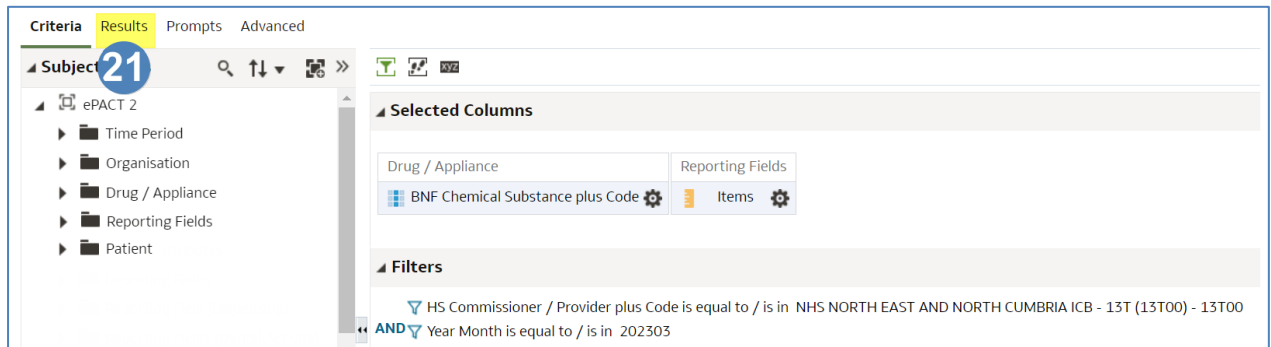 Criteria Results Prompts Advanced
Subject
21
ePACT 2
Time Period
Organisation
Drug / Appliance
Reporting Fields
Patient
xyz
Selected Columns
Drug / Appliance Reporting Fields
BNF Chemical Substance plus Code Items
Filters
HS Commissioner / Provider plus Code is equal to / is in NHS NORTH EAST AND NORTH CUMBRIA ICB - 13T (13T00) - 13T00
AND Year Month is equal to / is in 202303